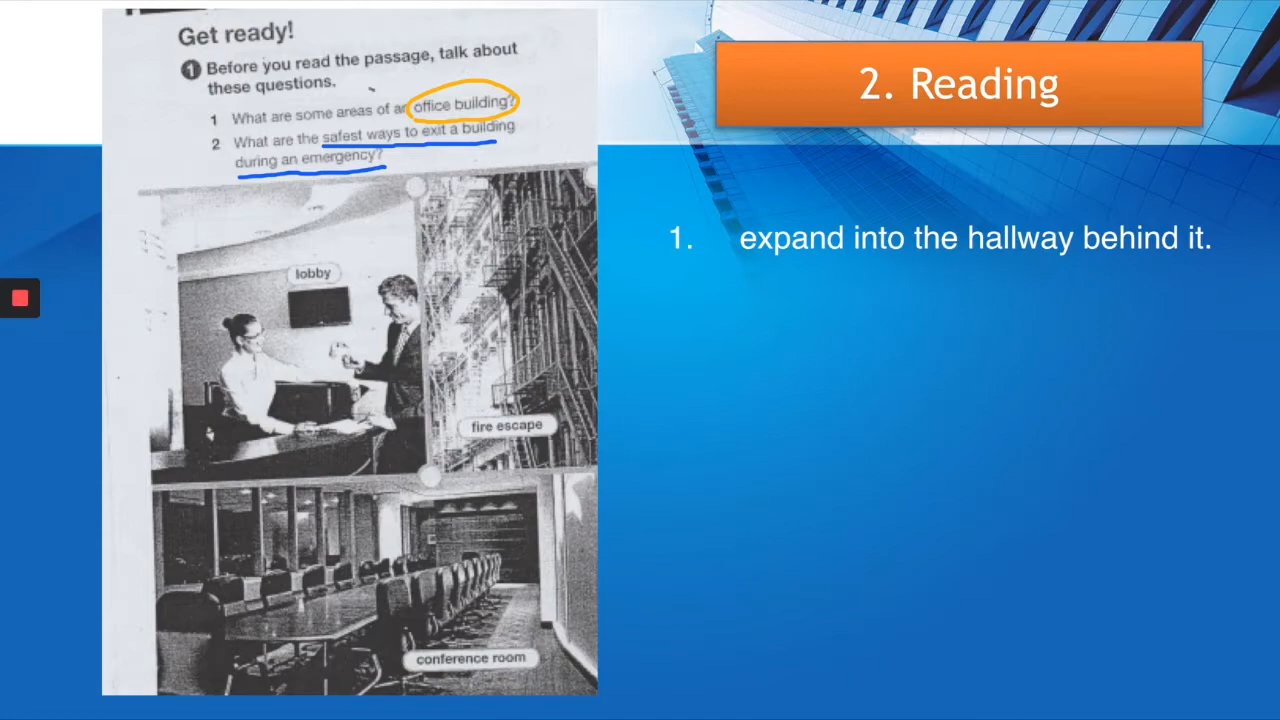 Get ready!
1 Before you read the passage, talk about
these questions.
1 What are some areas of an office building?
2 What are the safest ways to exit a building
during an emergency?
lobby
fire escape
conference room
2. Reading
1. expand into the hallway behind it.